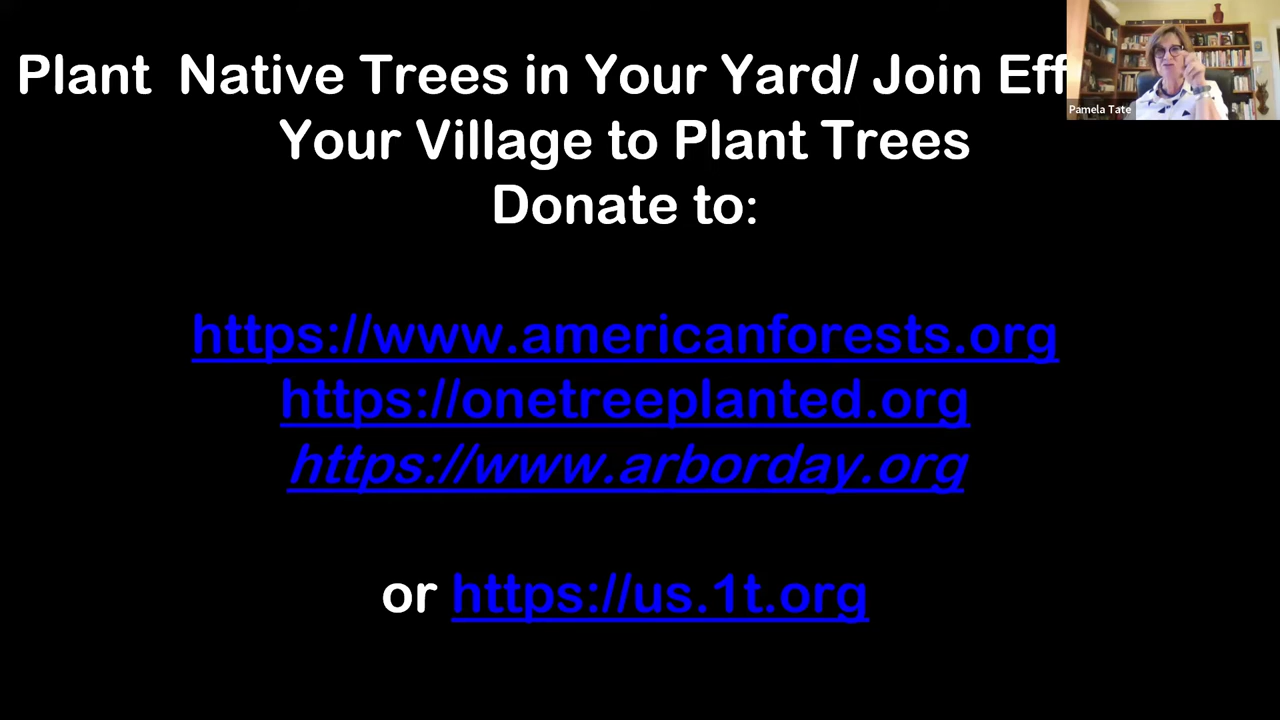 Plant Native Trees in Your Yard/ Join Eff
Your Village to Plant Trees
Donate to:
https://www.americanforests.org
https://onetreeplanted.org
https://www.arborday.org
or https://us.1t.org
Pamela Tate